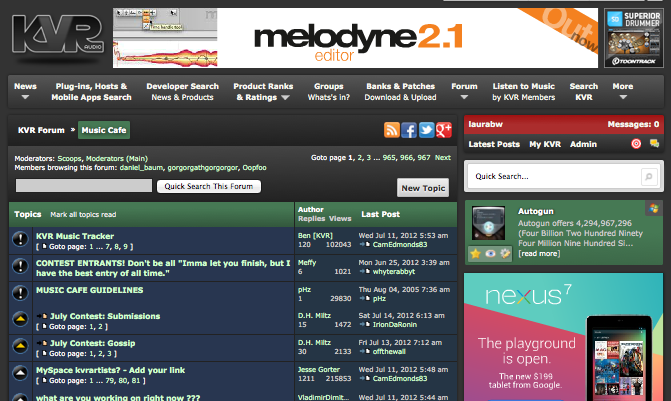 KVR
AUDIO
Time handle tool
melodyne 2.1
editor
Out
now
SUPERIOR
DRUMMER
TOONTRACK
News
Plug-ins, Hosts &
Mobile Apps Search
Developer Search
News & Products
Product Ranks
& Ratings
Groups
Whats's in?
Banks & Patches
Download & Upload
Forum
Listen to Music
by KVR Members
Search
KVR
More
KVR Forum » Music Cafe
laurabw Messages: 0
Latest Posts My KVR Admin
Moderators: Scoops, Moderators (Main)
Goto page 1, 2, 3 ... 965, 966, 967 Next
Members browsing this forum: daniel_baum, gorgorgathgorgorgor, Oopfoo
Quick Search This Forum
New Topic
Quick Search...
Topics Mark all topics read
Author
Replies Views
Last Post
KVR Music Tracker
[ Goto page: 1 ... 7, 8, 9 ]
Ben [KVR]
120 102043
Wed Jul 11, 2012 5:53 am
CamEdmonds83
CONTEST ENTRANTS! Don't be all "Imma let you finish, but I
have the best entry of all time."
Meffy
6 1021
Mon Jun 25, 2012 3:39 am
whyterabbyt
MUSIC CAFE GUIDELINES
pHz
1 29830
Thu Aug 04, 2005 7:36 am
pHz
July Contest: Submissions
[ Goto page: 1, 2 ]
D.H. Miltz
15 1472
Sat Jul 14, 2012 6:13 am
IrionDaRonin
July Contest: Gossip
[ Goto page: 1, 2, 3 ]
D.H. Miltz
30 2133
Fri Jul 13, 2012 7:12 am
offthewall
MySpace kvrartists? - Add your link
[ Goto page: 1 ... 79, 80, 81 ]
Jesse Gorter
1211 215853
Wed Jul 11, 2012 5:48 am
CamEdmonds83
what are you working on right now ???
VladimirDimit...
Wed Jul 11, 2012 5:44 am
Autogun
Autogun offers 4,294,967,296
(Four Billion Two Hundred Ninety
Four Million Nine Hundred Si...
[read more]
nexus 7
The playground
is open.
The new $199
tablet from Google.